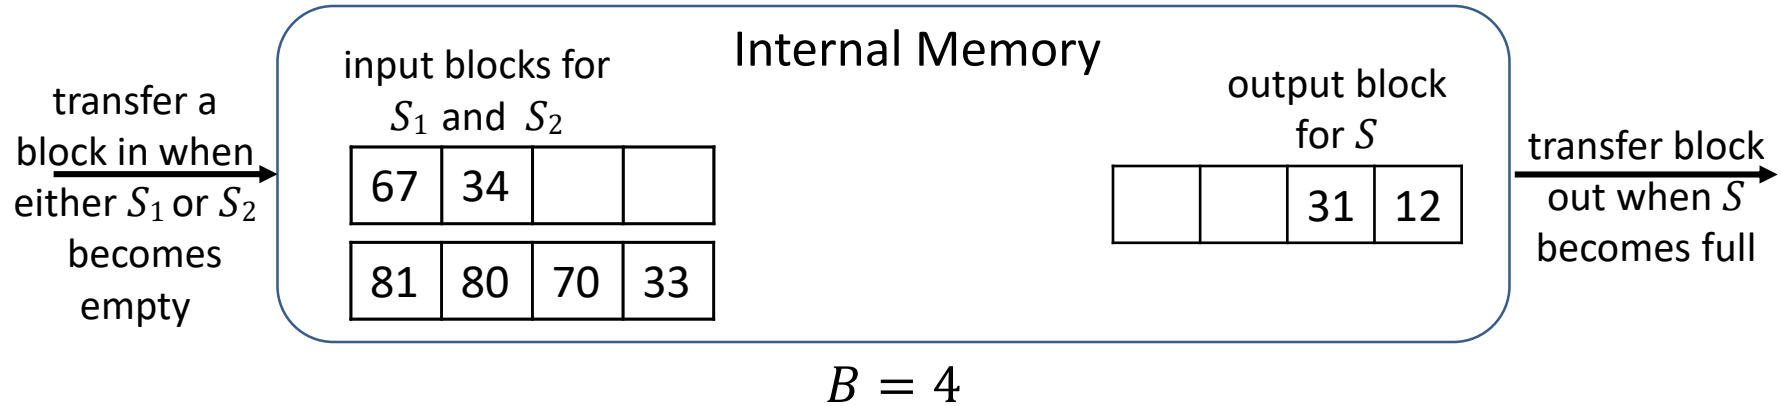 transfer a
block in when
either S₁ or S₂
becomes
empty
input blocks for
S₁ and S₂
67 34
81 80 70 33
Internal Memory
output block
for S
31 12
transfer block
out when S
becomes full
B = 4